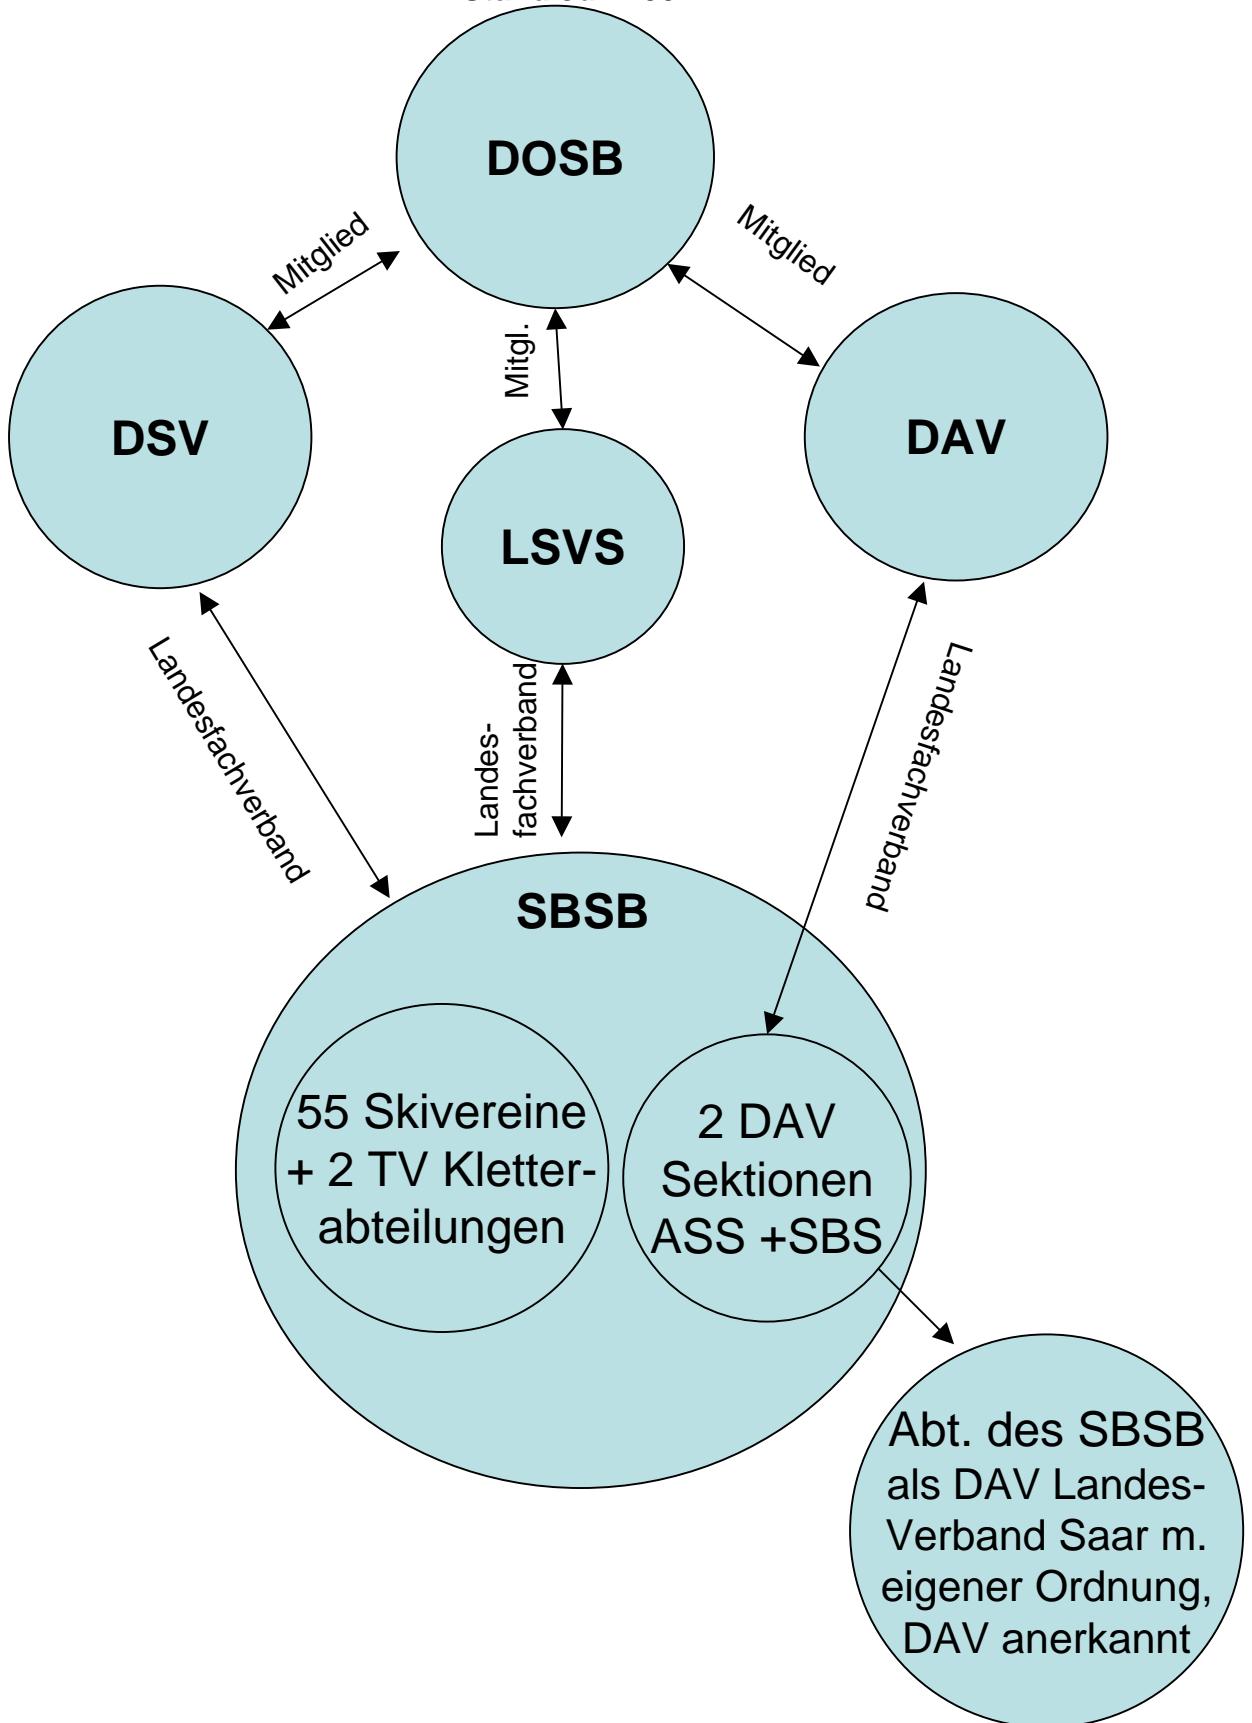 DOSB
Mitglied
Mitglied
Mitgl.
DSV
DAV
LSVS
Landesfachverband
Landes-
fachverband
Landesfachverband
SBSB
55 Skivereine
+ 2 TV Kletter-
abteilungen
2 DAV
Sektionen
ASS +SBS
Abt. des SBSB
als DAV Landes-
Verband Saar m.
eigener Ordnung,
DAV anerkannt